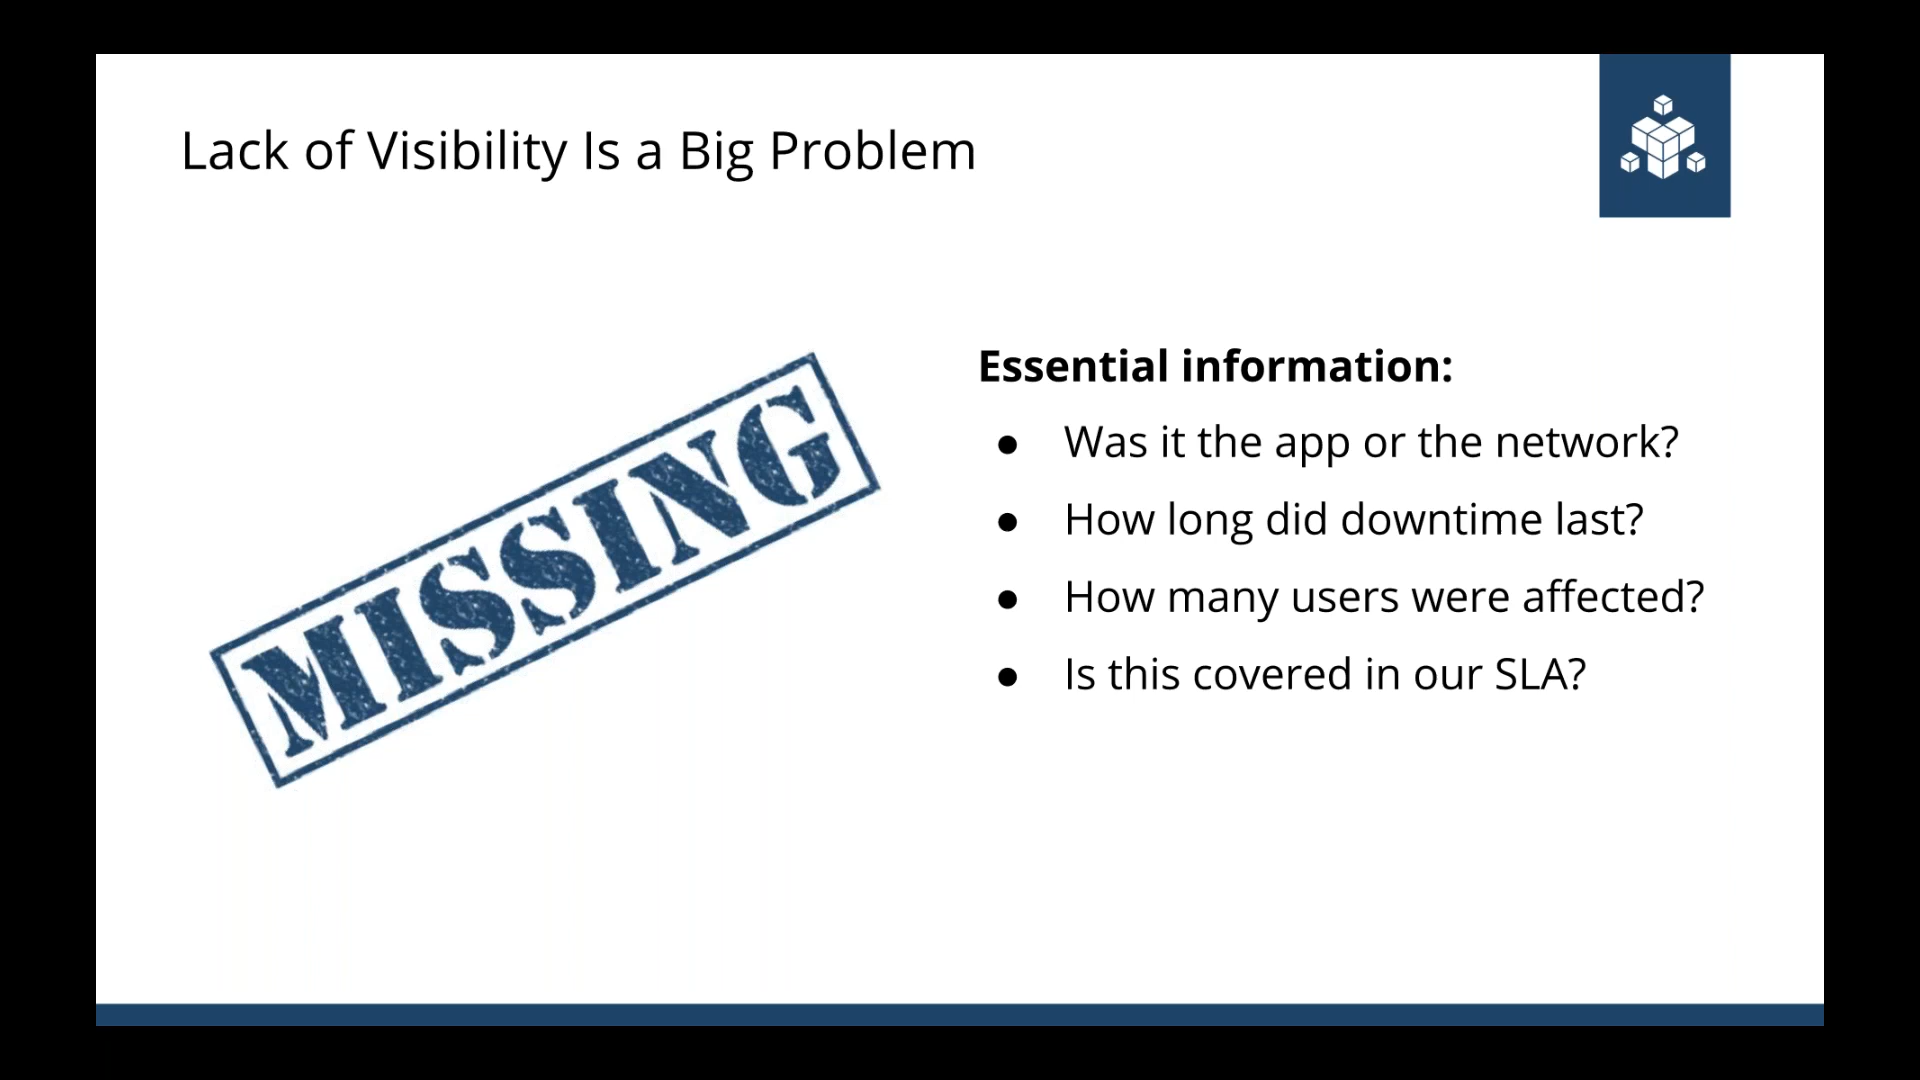 Lack of Visibility Is a Big Problem
MISSING
Essential information:
● Was it the app or the network?
● How long did downtime last?
● How many users were affected?
● Is this covered in our SLA?